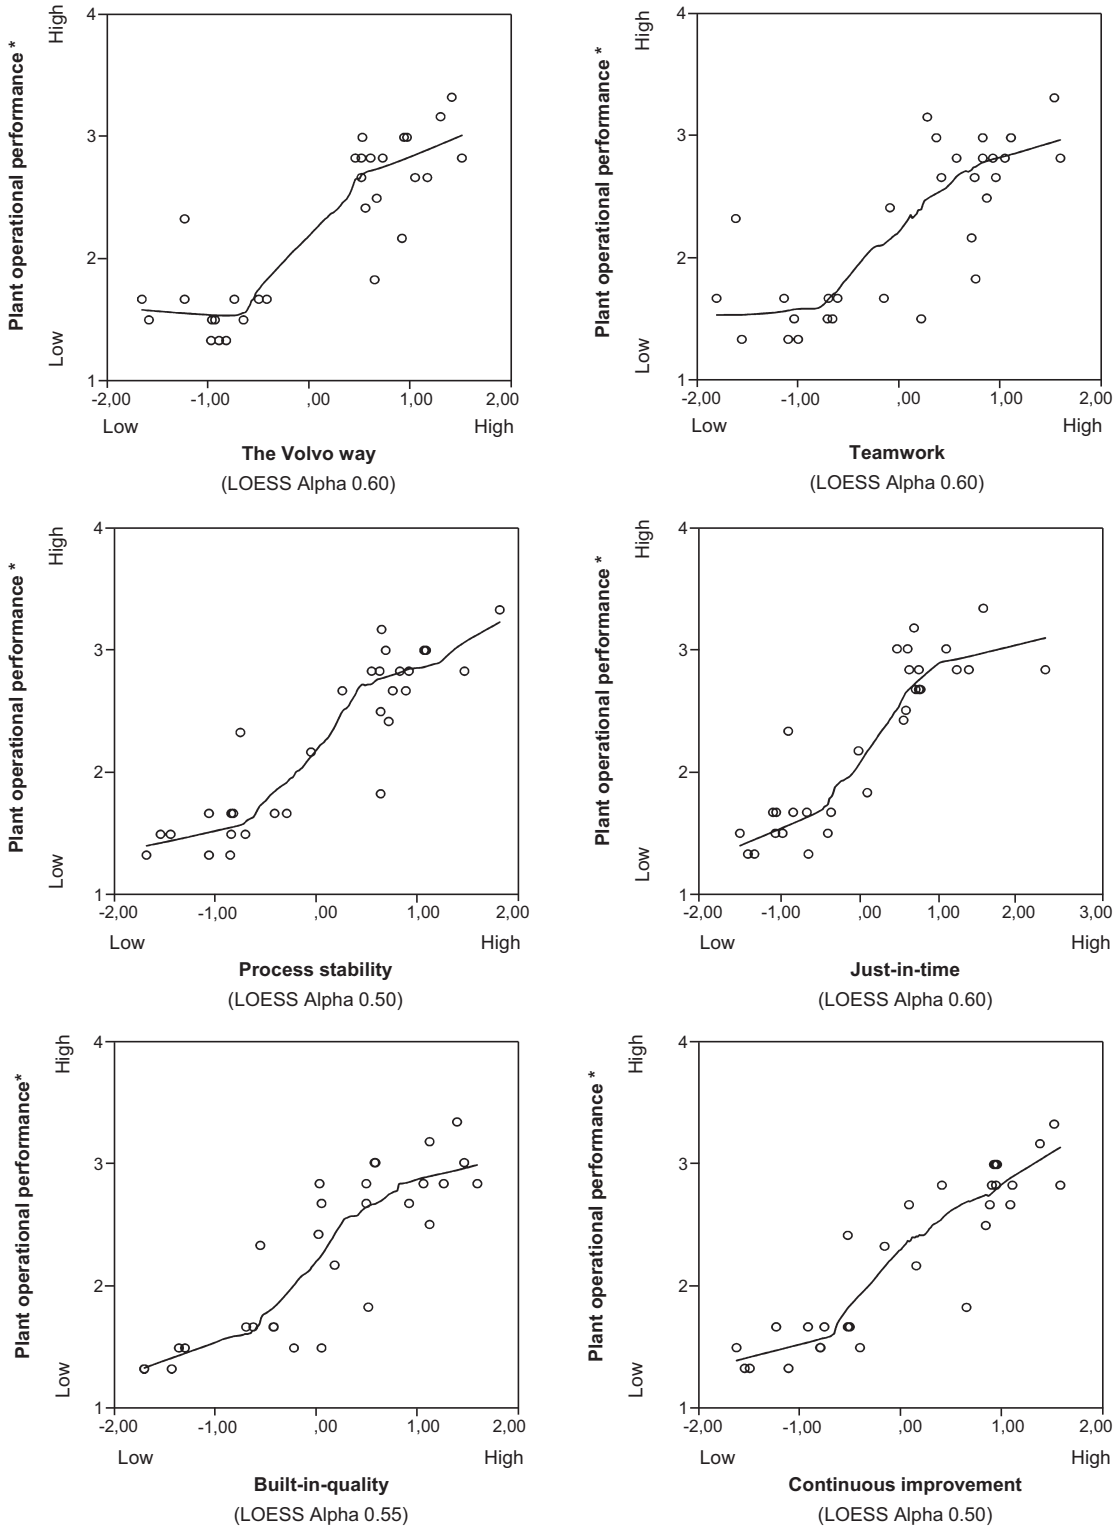 Plant operational performance *
High
Low
4
3
2
1
-2,00
-1,00
,00
1,00
2,00
Low
High
The Volvo way
(LOESS Alpha 0.60)
Plant operational performance *
High
Low
4
3
2
1
-2,00
-1,00
,00
1,00
2,00
Low
High
Teamwork
(LOESS Alpha 0.60)
Plant operational performance *
High
Low
4
3
2
1
-2,00
-1,00
,00
1,00
2,00
Low
High
Process stability
(LOESS Alpha 0.50)
Plant operational performance *
High
Low
4
3
2
1
-2,00
-1,00
,00
1,00
2,00
3,00
Low
High
Just-in-time
(LOESS Alpha 0.60)
Plant operational performance*
High
Low
4
3
2
1
-2,00
-1,00
,00
1,00
2,00
Low
High
Built-in-quality
(LOESS Alpha 0.55)
Plant operational performance *
High
Low
4
3
2
1
-2,00
-1,00
,00
1,00
2,00
Low
High
Continuous improvement
(LOESS Alpha 0.50)